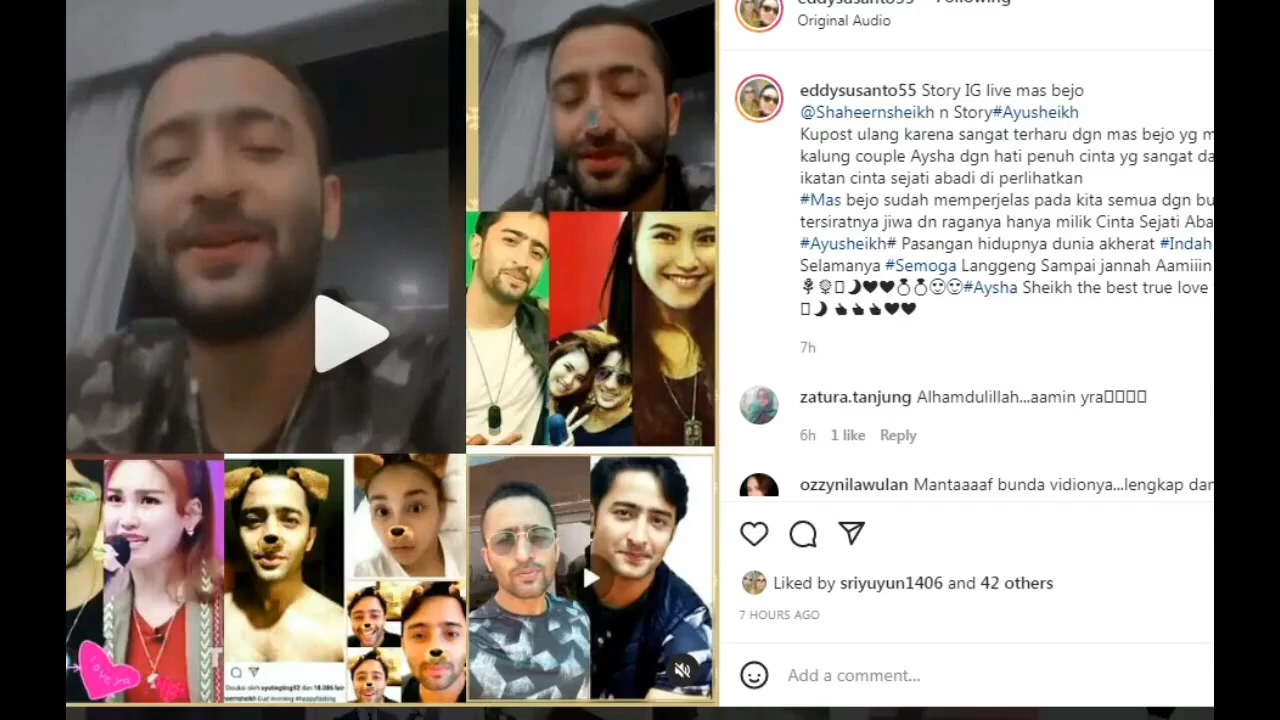 Original Audio
eddysusanto55 Story IG live mas bejo
@Shaheernsheikh n Story#Ayusheikh
Kupost ulang karena sangat terharu dgn mas bejo yg
kalung couple Aysha dgn hati penuh cinta yg sangat
ikatan cinta sejati abadi di perlihatkan
#Mas bejo sudah memperjelas pada kita semua dgn
tersiratnya jiwa dn raganya hanya milik Cinta Sejati
#Ayusheikh# Pasangan hidupnya dunia akherat #Indah
Selamanya #Semoga Langgeng Sampai jannah Aamiiin
#Aysha Sheikh the best true love
7h
zatura.tanjung Alhamdulillah...aamin yra
6h 1 like Reply
ozzynilawulan Mantaaaaf bunda vidionya...lengkap
Liked by sriyuyun1406 and 42 others
7 HOURS AGO
Add a comment...